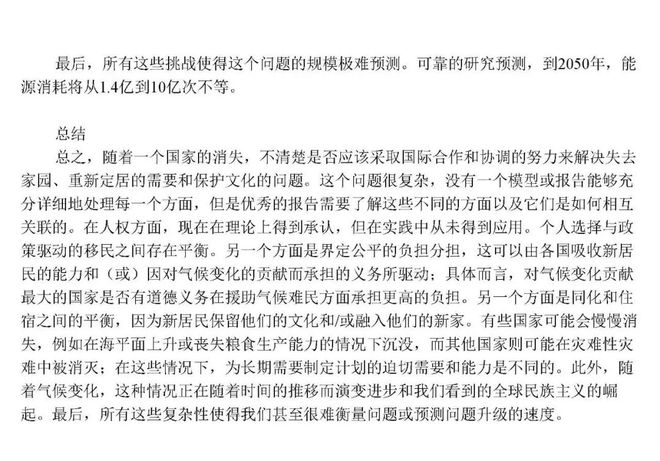 最后，所有这些挑战使得这个问题的规模极难预测。可靠的研究预测，到2050年，能
源消耗将从1.4亿到10亿次不等。
总结
总之，随着一个国家的消失，不清楚是否应该采取国际合作和协调的努力来解决失去
家园、重新定居的需要和保护文化的问题。这个问题很复杂，没有一个模型或报告能够充
分详细地处理每一个方面，但是优秀的报告需要了解这些不同的方面以及它们是如何相互
关联的。在人权方面，现在在理论上得到承认，但在实践中从未得到应用。个人选择与政
策驱动的移民之间存在平衡。另一个方面是界定公平的负担分担，这可以由各国吸收新居
民的能力和（或）因对气候变化的贡献而承担的义务所驱动；具体而言，对气候变化贡献
最大的国家是否有道德义务在援助气候难民方面承担更高的负担。另一个方面是同化和住
宿之间的平衡，因为新居民保留他们的文化和/或融入他们的新家。有些国家可能会慢慢消
失，例如在海平面上升或丧失粮食生产能力的情况下沉没，而其他国家则可能在灾难性灾
难中被消灭；在这些情况下，为长期需要制定计划的迫切需要和能力是不同的。此外，随
着气候变化，这种情况正在随着时间的推移而演变进步和我们看到的全球民族主义的崛
起。最后，所有这些复杂性使得我们甚至很难衡量问题或预测问题升级的速度。